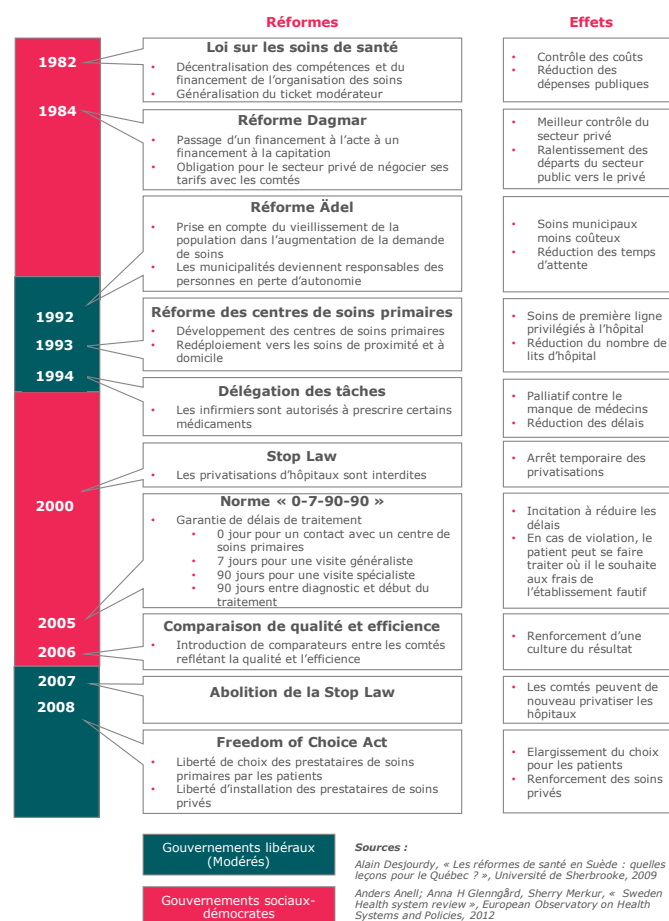 Réformes
Effets
1982
Loi sur les soins de santé
• Décentralisation des compétences et du
financement de l'organisation des soins
• Généralisation du ticket modérateur
• Contrôle des coûts
• Réduction des
dépenses publiques
1984
Réforme Dagmar
• Passage d'un financement à l'acte à un
financement à la capitation
• Obligation pour le secteur privé de négocier ses
tarifs avec les comtés
• Meilleur contrôle du
secteur privé
• Ralentissement des
départs du secteur
public vers le privé
Réforme Ädel
• Prise en compte du vieillissement de la
population dans l'augmentation de la demande
de soins
• Les municipalités deviennent responsables des
personnes en perte d'autonomie
• Soins municipaux
moins coûteux
• Réduction des temps
d'attente
1992
Réforme des centres de soins primaires
• Développement des centres de soins primaires
• Redéploiement vers les soins de proximité et à
domicile
• Soins de première ligne
privilégiés à l'hôpital
• Réduction du nombre de
lits d'hôpital
1993
1994
Délégation des tâches
• Les infirmiers sont autorisés à prescrire certains
médicaments
• Palliatif contre le
manque de médecins
• Réduction des délais
Stop Law
• Les privatisations d'hôpitaux sont interdites
• Arrêt temporaire des
privatisations
2000
Norme « 0-7-90-90 »
• Garantie de délais de traitement
• 0 jour pour un contact avec un centre de
soins primaires
• 7 jours pour une visite généraliste
• 90 jours pour une visite spécialiste
• 90 jours entre diagnostic et début du
traitement
• Incitation à réduire les
délais
• En cas de violation, le
patient peut se faire
traiter où il le souhaite
aux frais de
l'établissement fautif
2005
Comparaison de qualité et efficience
• Introduction de comparateurs entre les comtés
reflétant la qualité et l'efficience
• Renforcement d'une
culture du résultat
2006
2007
Abolition de la Stop Law
• Les comtés peuvent de
nouveau privatiser les
hôpitaux
2008
Freedom of Choice Act
• Liberté de choix des prestataires de soins
primaires par les patients
• Liberté d'installation des prestataires de soins
privés
• Elargissement du choix
pour les patients
• Renforcement des soins
privés
Gouvernements libéraux
(Modérés)
Gouvernements sociaux-
démocrates
Sources :
Alain Desjourdy, « Les réformes de santé en Suède : quelles
leçons pour le Québec ? », Université de Sherbrooke, 2009
Anders Anell; Anna H Glenngård, Sherry Merkur, « Sweden
Health system review », European Observatory on Health
Systems and Policies, 2012